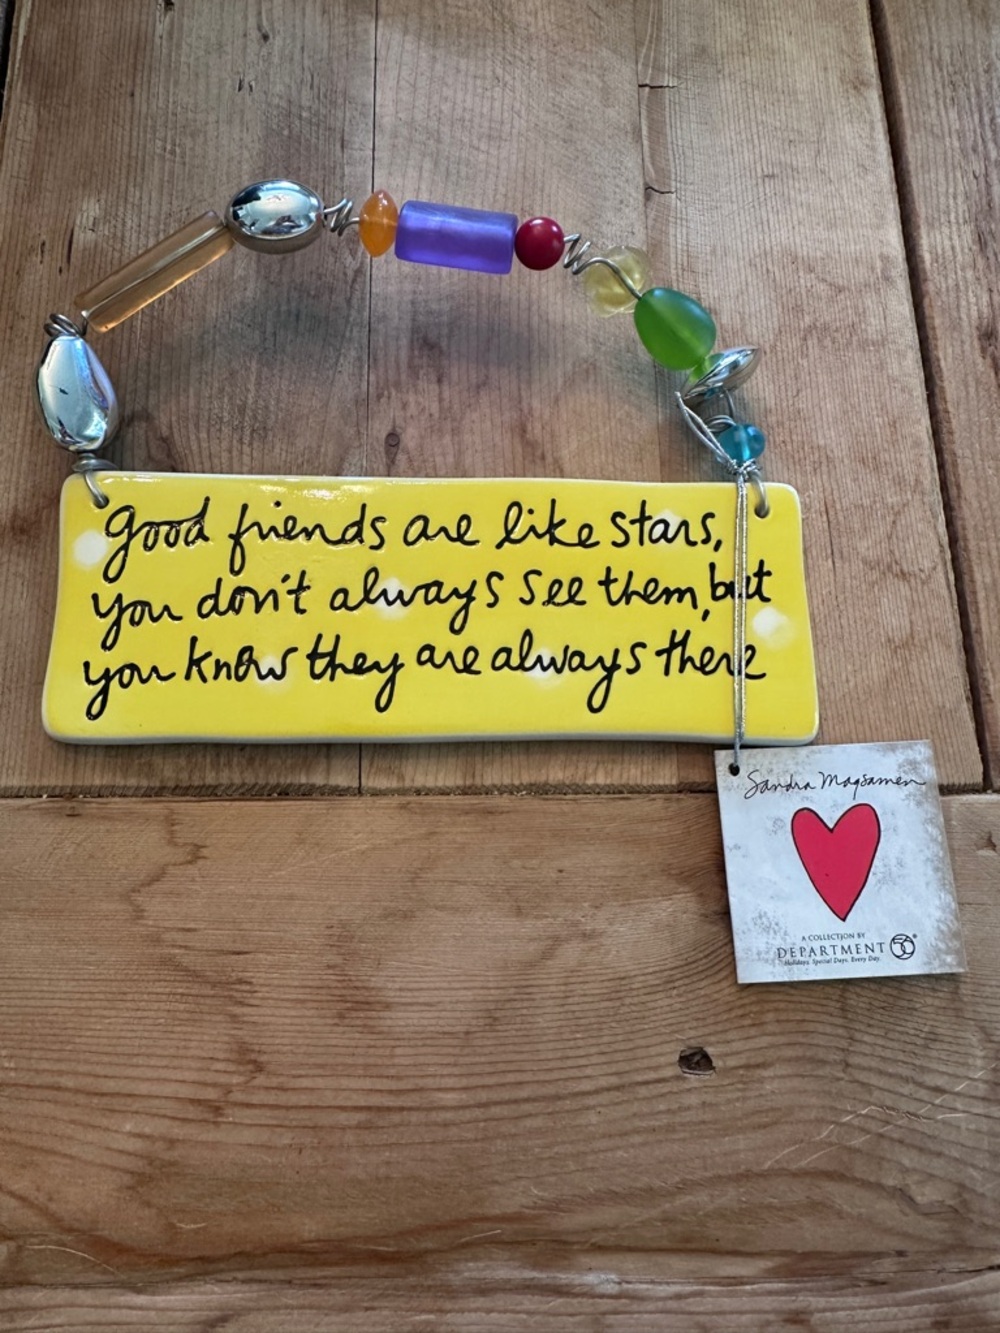 good friends are like stars,
you don't always see them, but
you know they are always there
Sandra Magsamen
A COLLECTION BY
DEPARTMENT 56®
Holidays. Special Days. Every Day.